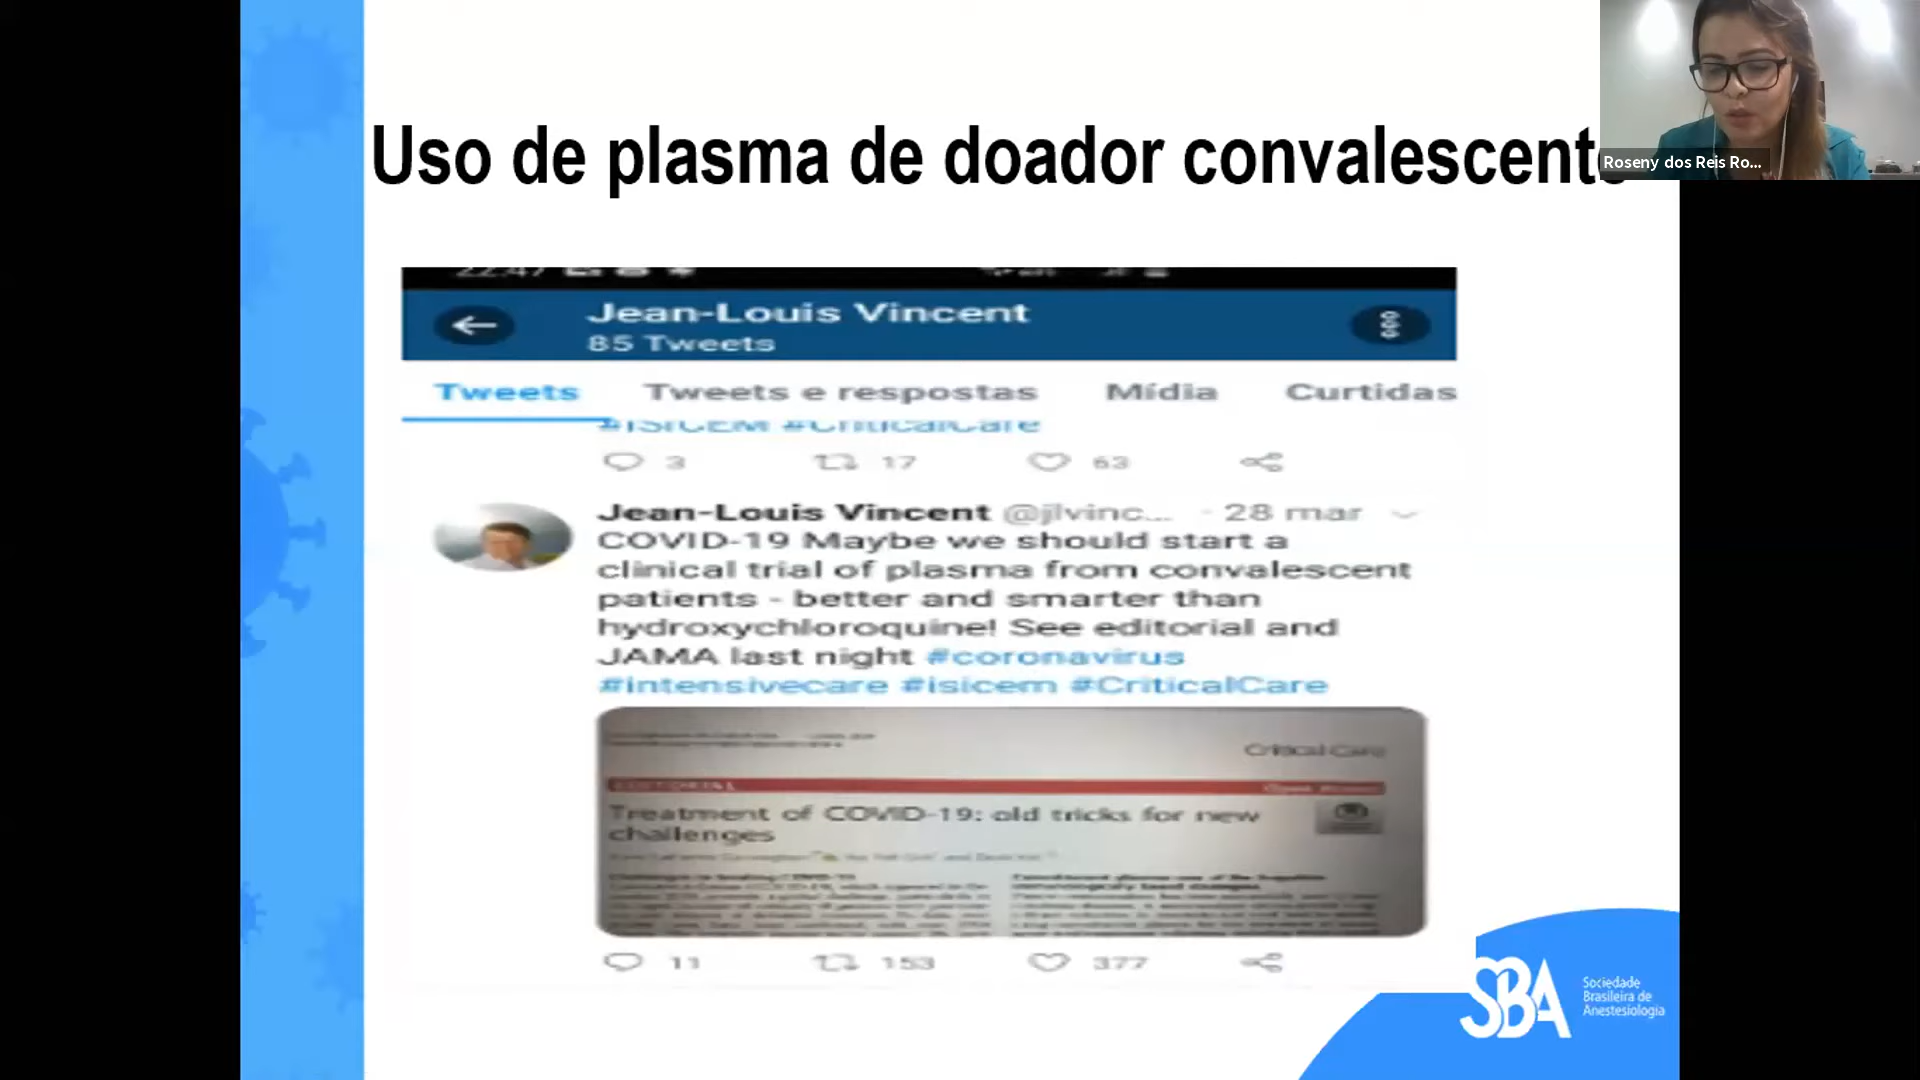 Uso de plasma de doador convalescente
Roseny dos Reis Ro...
22:47
Jean-Louis Vincent
85 Tweets
Tweets Tweets e respostas Mídia Curtidas
#ISICEM #CriticalCare
3 17 63
Jean-Louis Vincent @jlvinc... · 28 mar
COVID-19 Maybe we should start a
clinical trial of plasma from convalescent
patients - better and smarter than
hydroxychloroquine! See editorial and
JAMA last night #coronavirus
#intensivecare #isicem #CriticalCare
Critical Care
EDITORIAL Open Access
Treatment of COVID-19: old tricks for new
challenges
11 153 377
SBA
Sociedade
Brasileira de
Anestesiologia